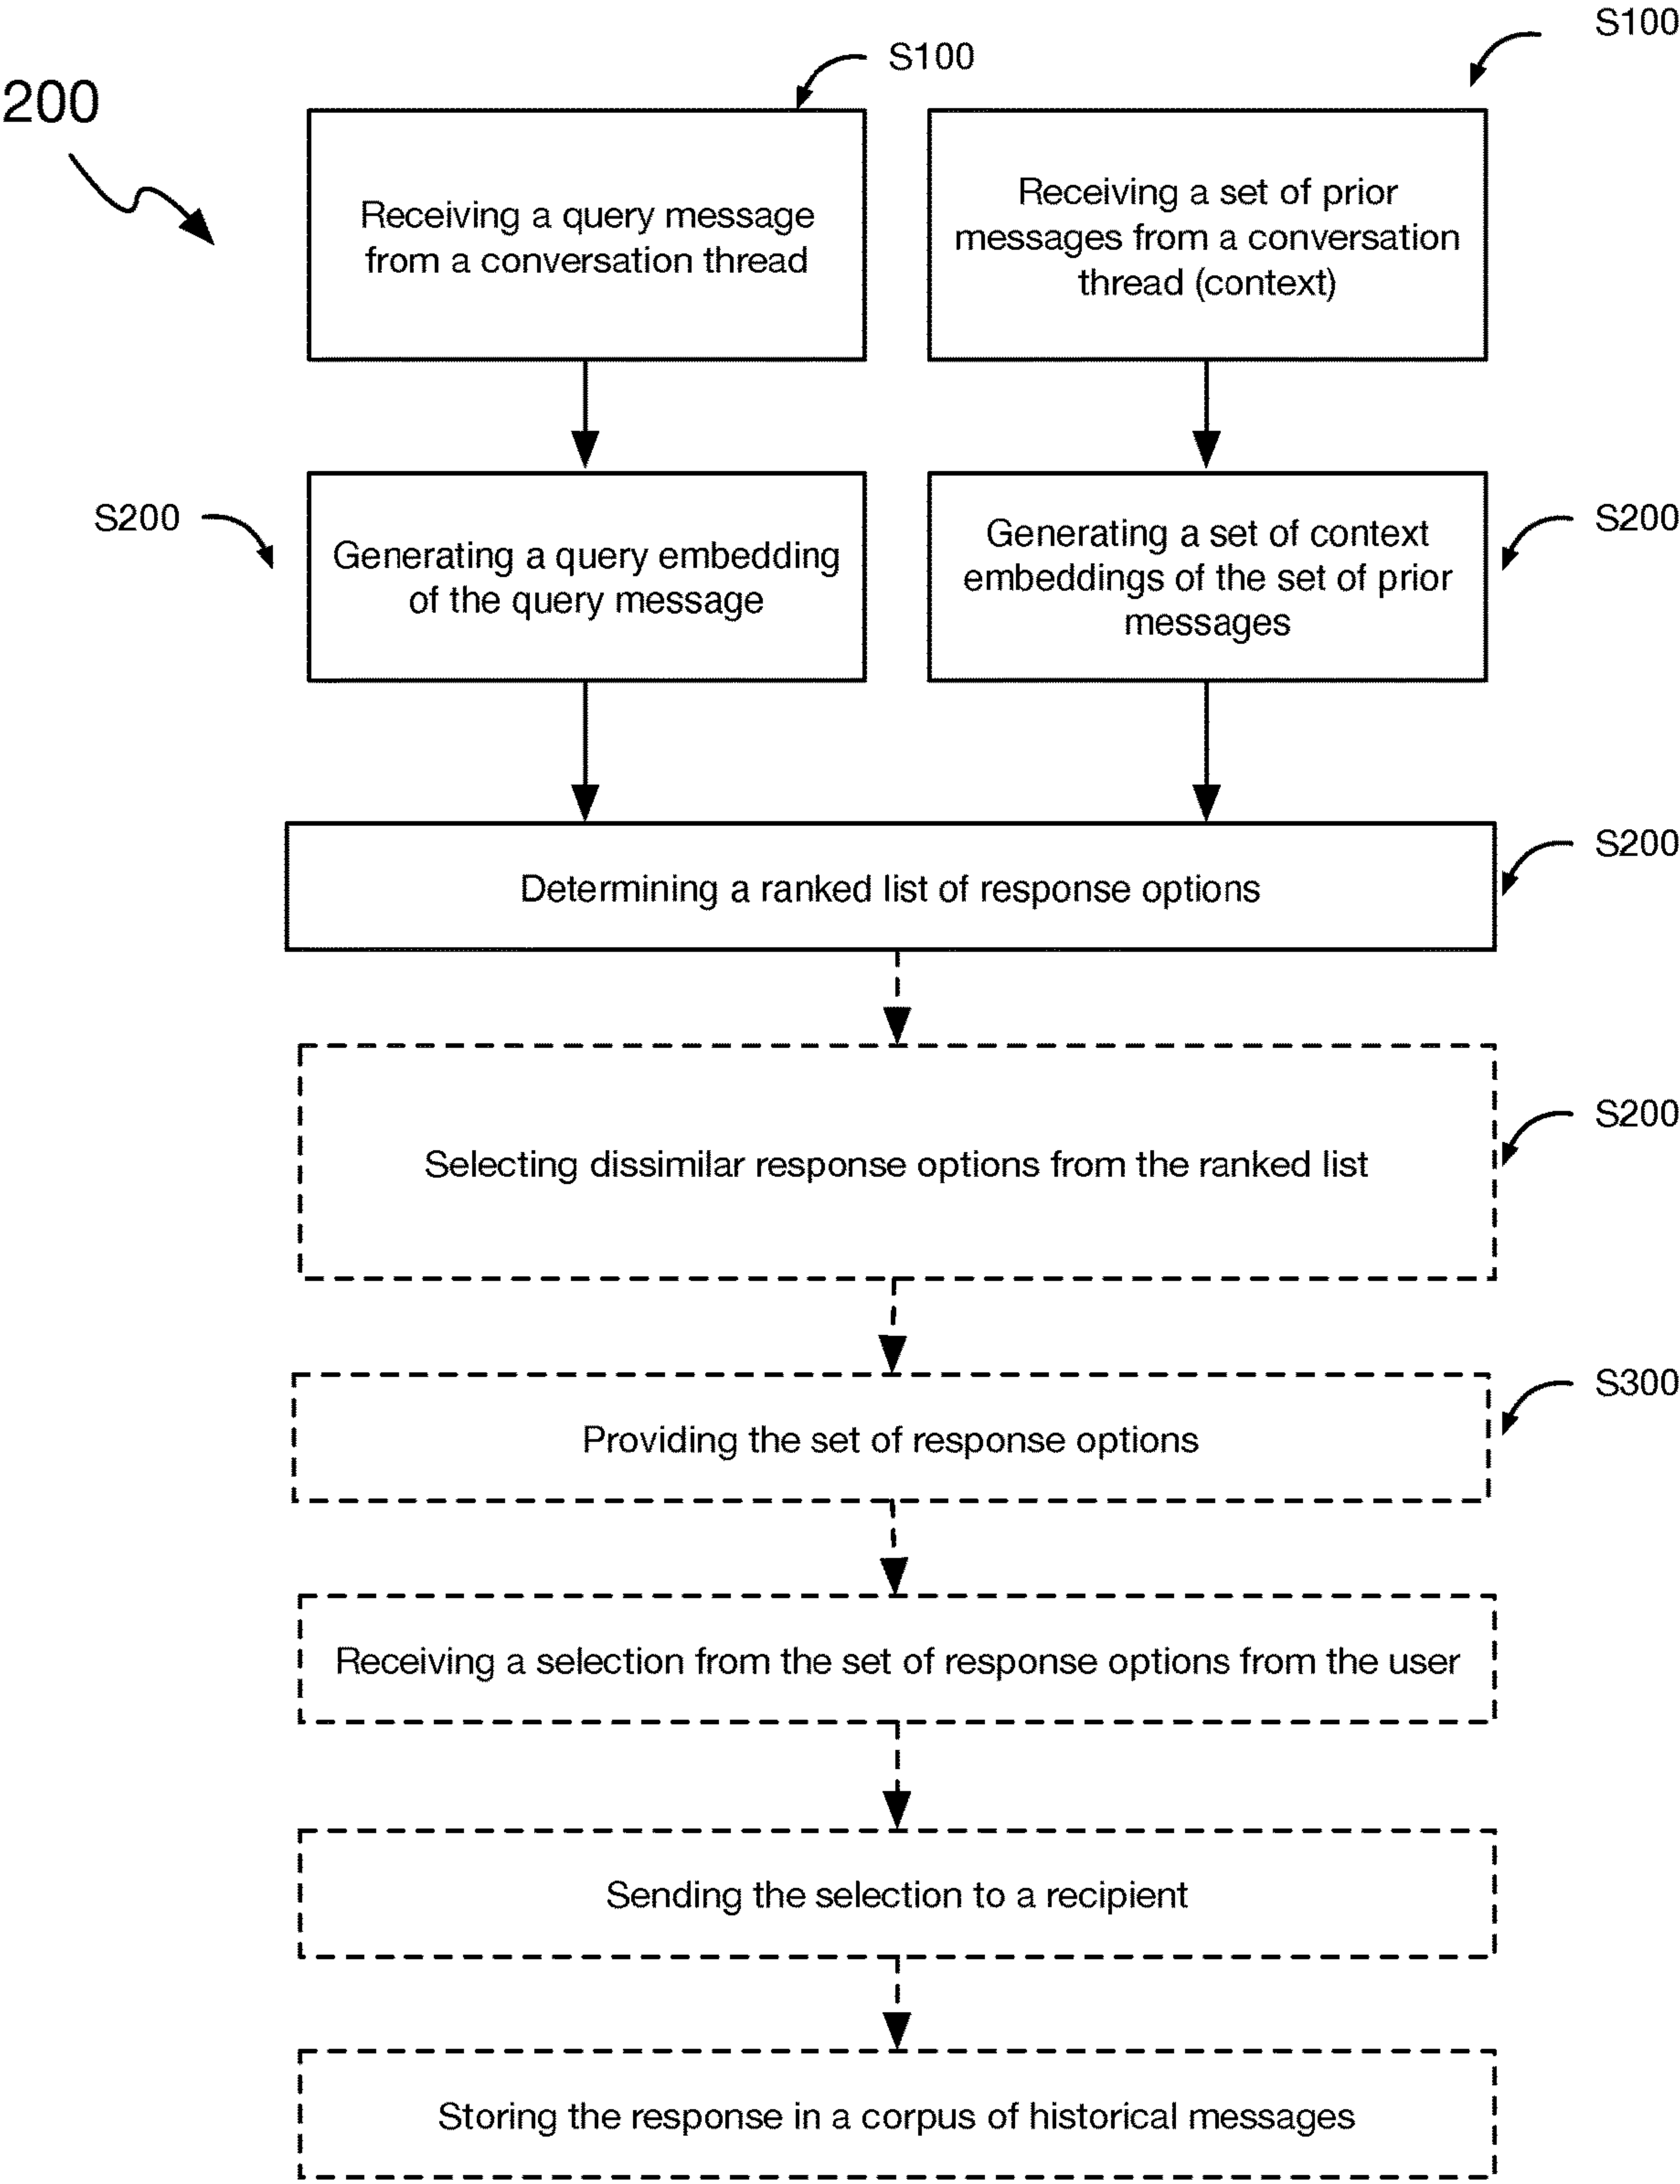 S100
S100
200
Receiving a query message
from a conversation thread
Receiving a set of prior
messages from a conversation
thread (context)
S200
Generating a query embedding
of the query message
Generating a set of context
embeddings of the set of prior
messages
S200
Determining a ranked list of response options
S200
Selecting dissimilar response options from the ranked list
S200
Providing the set of response options
S300
Receiving a selection from the set of response options from the user
Sending the selection to a recipient
Storing the response in a corpus of historical messages